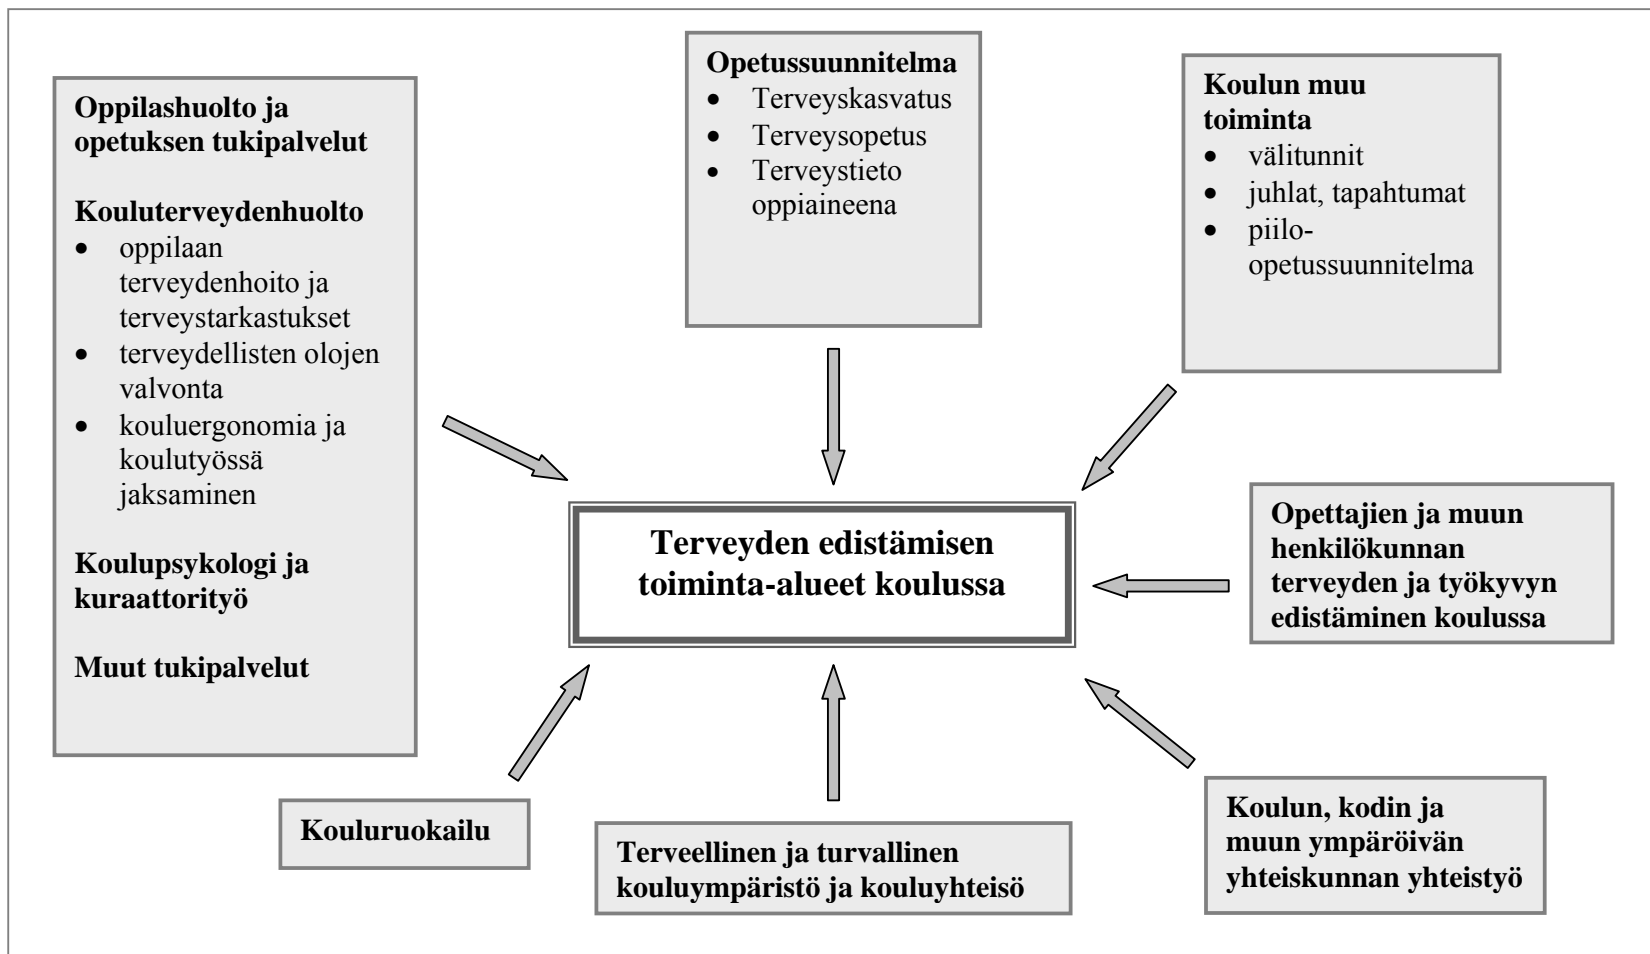 Oppilashuolto ja
opetuksen tukipalvelut
Kouluterveydenhuolto
• oppilaan
terveydenhoito ja
terveystarkastukset
• terveydellisten olojen
valvonta
• kouluergonomia ja
koulutyössä
jaksaminen
Koulupsykologi ja
kuraattorityö
Muut tukipalvelut
Opetussuunnitelma
• Terveyskasvatus
• Terveysopetus
• Terveystieto
oppiaineena
Koulun muu
toiminta
• välitunnit
• juhlat, tapahtumat
• piilo-
opetussuunnitelma
Terveyden edistämisen
toiminta-alueet koulussa
Opettajien ja muun
henkilökunnan
terveyden ja työkyvyn
edistäminen koulussa
Kouluruokailu
Terveellinen ja turvallinen
kouluympäristö ja kouluyhteisö
Koulun, kodin ja
muun ympäröivän
yhteiskunnan yhteistyö